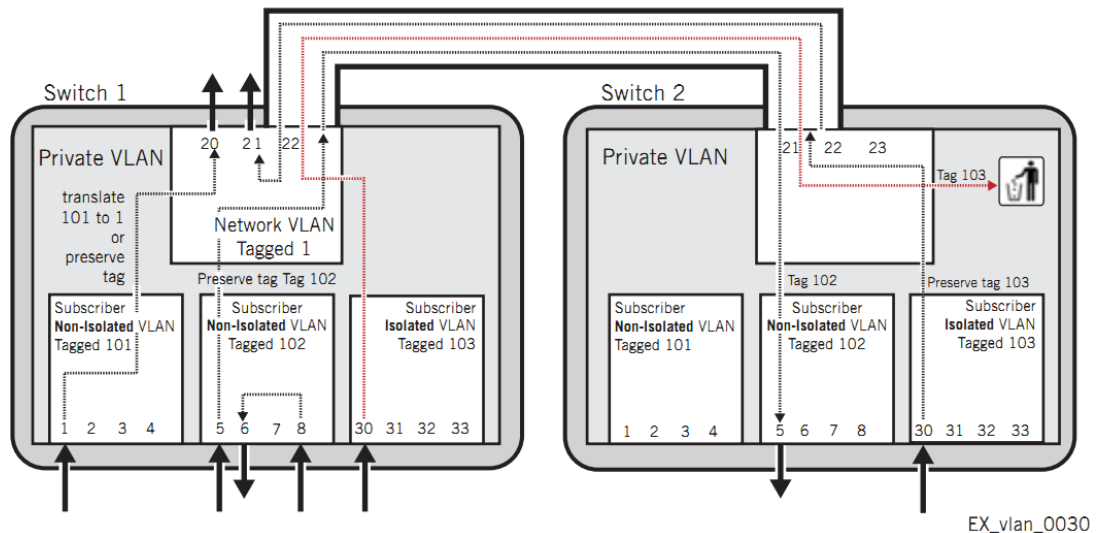 Switch 1
Private VLAN
translate
101 to 1
or
preserve
tag
20 21 22
Network VLAN
Tagged 1
Preserve tag Tag 102
Subscriber
Non-Isolated VLAN
Tagged 101
1 2 3 4
Subscriber
Non-Isolated VLAN
Tagged 102
5 6 7 8
Subscriber
Isolated VLAN
Tagged 103
30 31 32 33
Switch 2
Private VLAN
21 22 23
Tag 103
Tag 102
Preserve tag 103
Subscriber
Non-Isolated VLAN
Tagged 101
1 2 3 4
Subscriber
Non-Isolated VLAN
Tagged 102
5 6 7 8
Subscriber
Isolated VLAN
Tagged 103
30 31 32 33
EX_vlan_0030